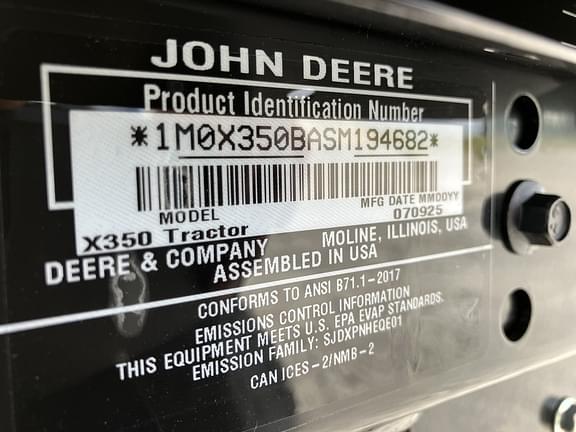 JOHN DEERE
Product Identification Number
*1M0X350BASM194682*
MODEL
X350 Tractor
MFG DATE MMDDYY
070925
DEERE & COMPANY
MOLINE, ILLINOIS, USA
ASSEMBLED IN USA
CONFORMS TO ANSI B71.1-2017
EMISSIONS CONTROL INFORMATION
THIS EQUIPMENT MEETS U.S. EPA EVAP STANDARDS.
EMISSION FAMILY: SJDXPNHEQE01
CAN ICES-2/NMB-2